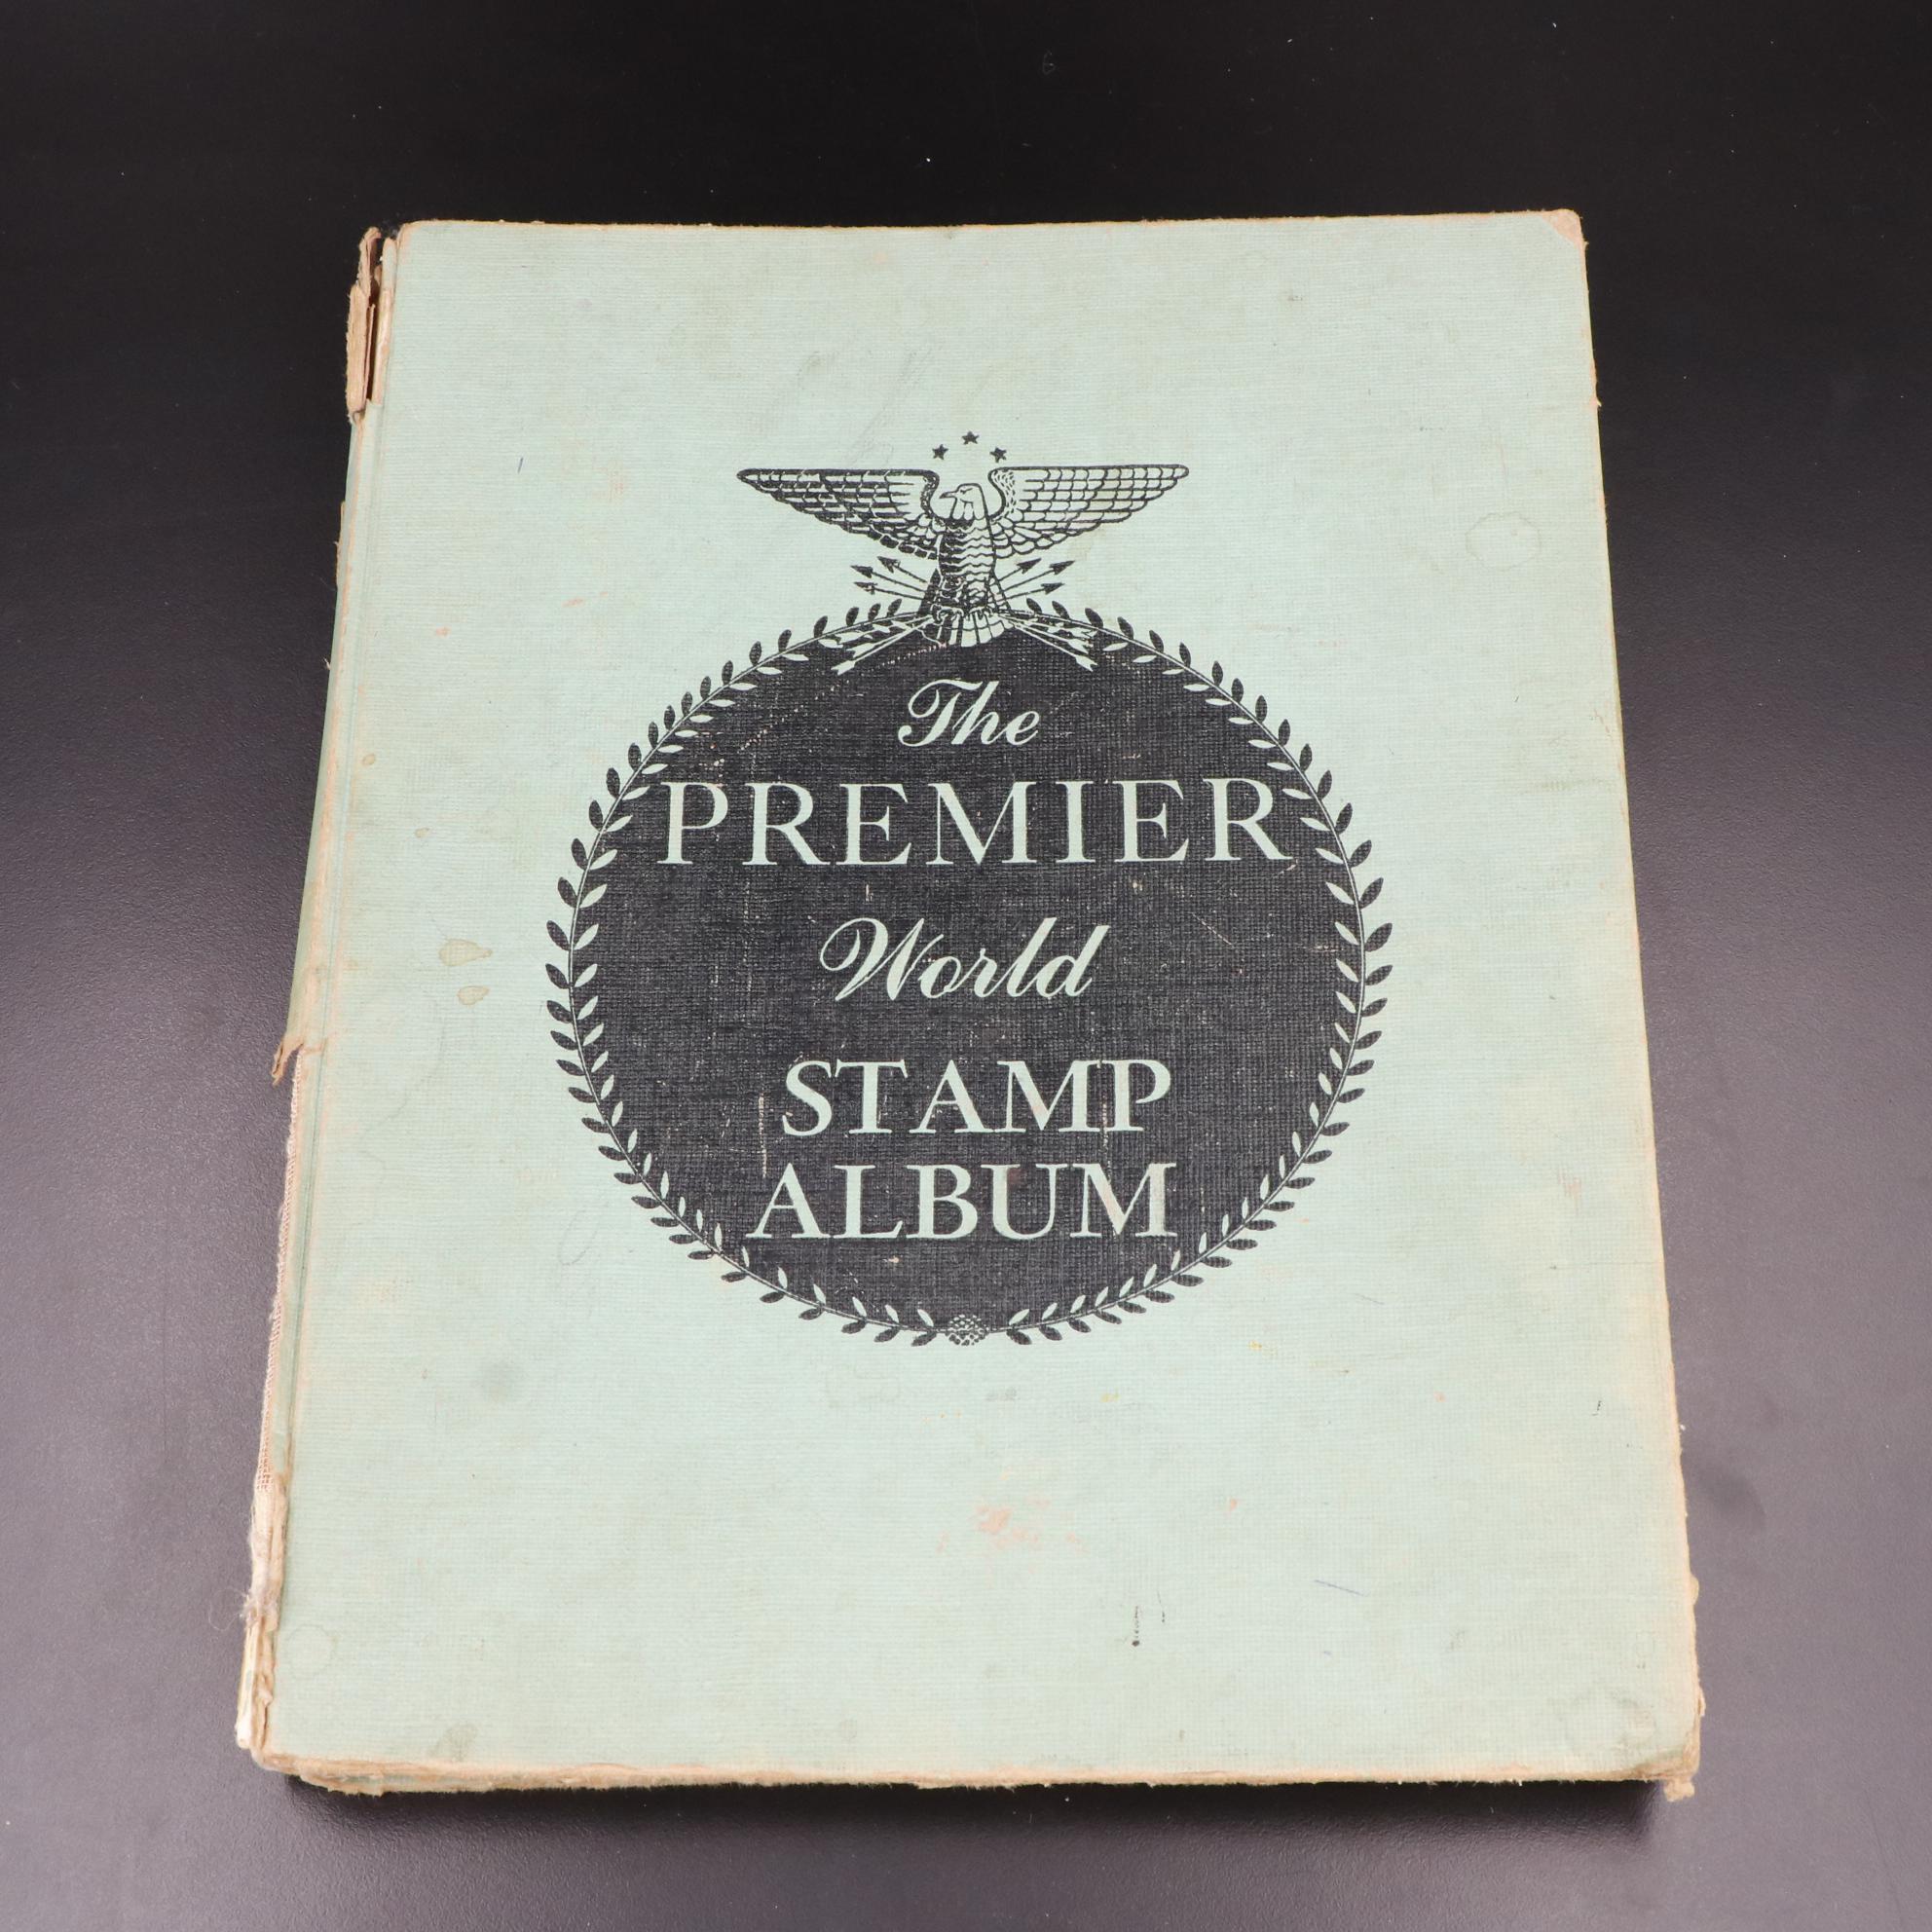 The
PREMIER
World
STAMP
ALBUM